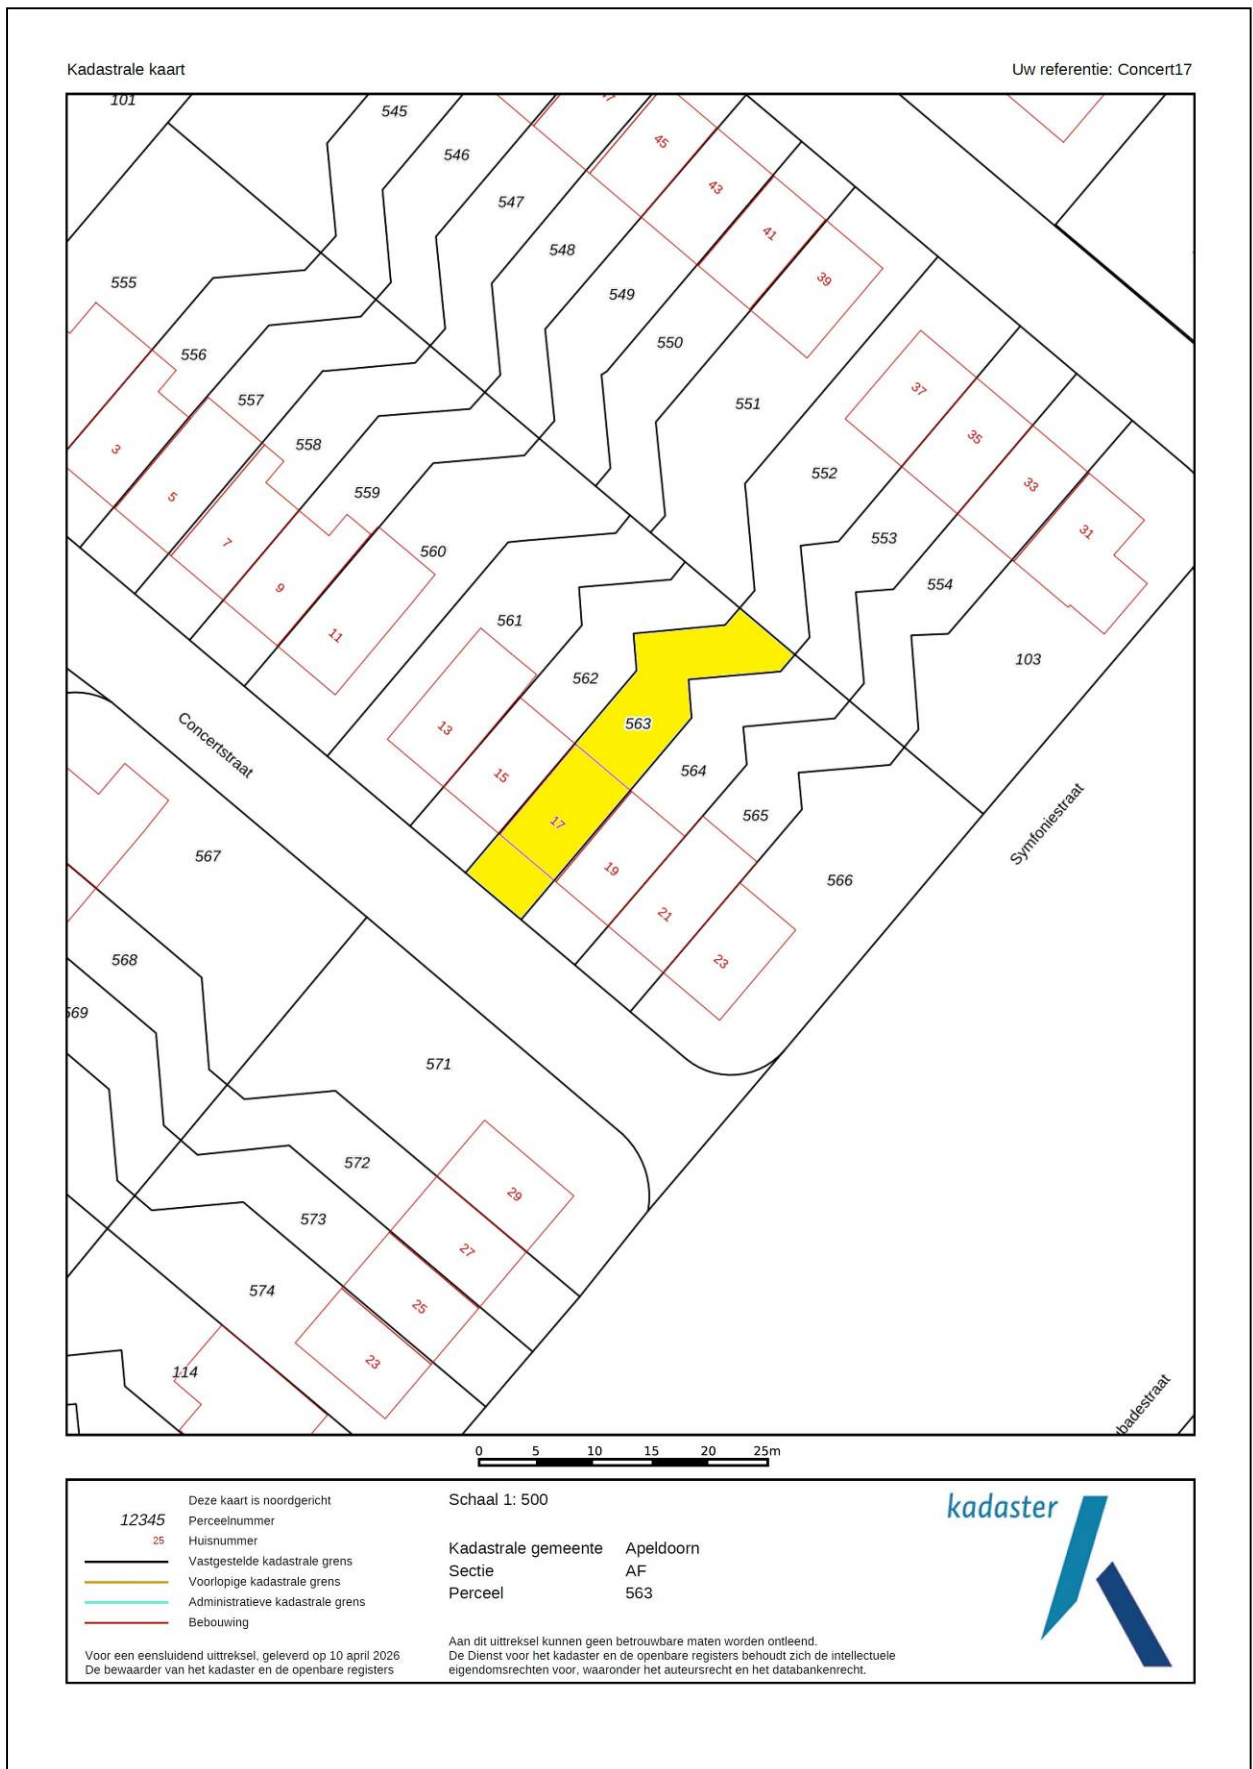 Kadastrale kaart
Uw referentie: Concert17
101
545
546
547
548
549
550
551
552
553
554
103
555
556
557
558
559
560
561
562
563
564
565
566
45
43
41
39
37
35
33
31
3
5
7
9
11
13
15
17
19
21
23
Concertstraat
Symfoniestraat
567
568
569
571
572
573
574
114
29
27
25
23
0 5 10 15 20 25m
Deze kaart is noordgericht
12345 Perceelnummer
25 Huisnummer
Vastgestelde kadastrale grens
Voorlopige kadastrale grens
Administratieve kadastrale grens
Bebouwing
Voor een eensluidend uittreksel, geleverd op 10 april 2026
De bewaarder van het kadaster en de openbare registers
Schaal 1: 500
Kadastrale gemeente Apeldoorn
Sectie AF
Perceel 563
Aan dit uittreksel kunnen geen betrouwbare maten worden ontleend.
De Dienst voor het kadaster en de openbare registers behoudt zich de intellectuele
eigendomsrechten voor, waaronder het auteursrecht en het databankenrecht.
kadaster